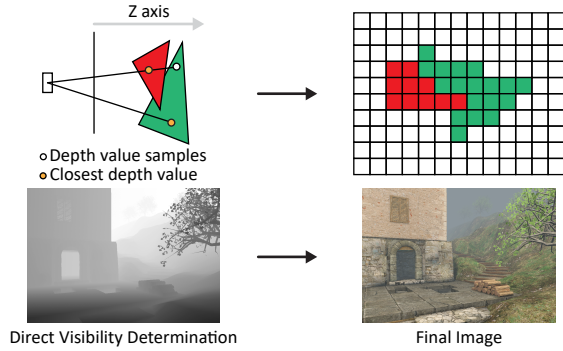 Z axis
Depth value samples
Closest depth value
Direct Visibility Determination
Final Image